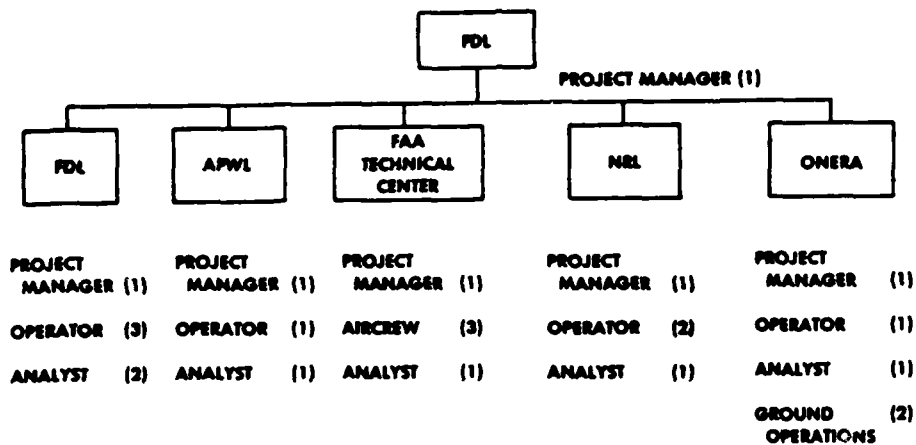 FDL
PROJECT MANAGER (1)
FDL
AFWL
FAA
TECHNICAL
CENTER
NRL
ONERA
PROJECT
MANAGER (1)
OPERATOR (3)
ANALYST (2)
PROJECT
MANAGER (1)
OPERATOR (1)
ANALYST (1)
PROJECT
MANAGER (1)
AIRCREW (3)
ANALYST (1)
PROJECT
MANAGER (1)
OPERATOR (2)
ANALYST (1)
PROJECT
MANAGER (1)
OPERATOR (1)
ANALYST (1)
GROUND (2)
OPERATIONS